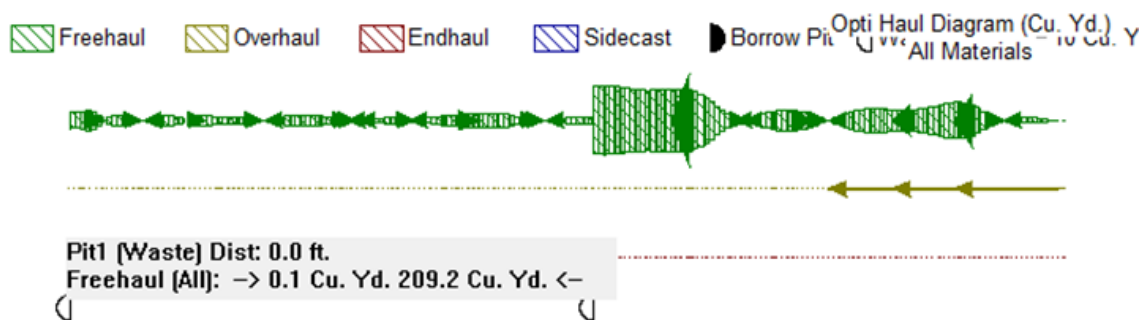 Freehaul Overhaul Endhaul Sidecast Borrow Pit
Opti Haul Diagram (Cu. Yd.)
All Materials
Pit1 (Waste) Dist: 0.0 ft.
Freehaul (All): -> 0.1 Cu. Yd. 209.2 Cu. Yd. <-